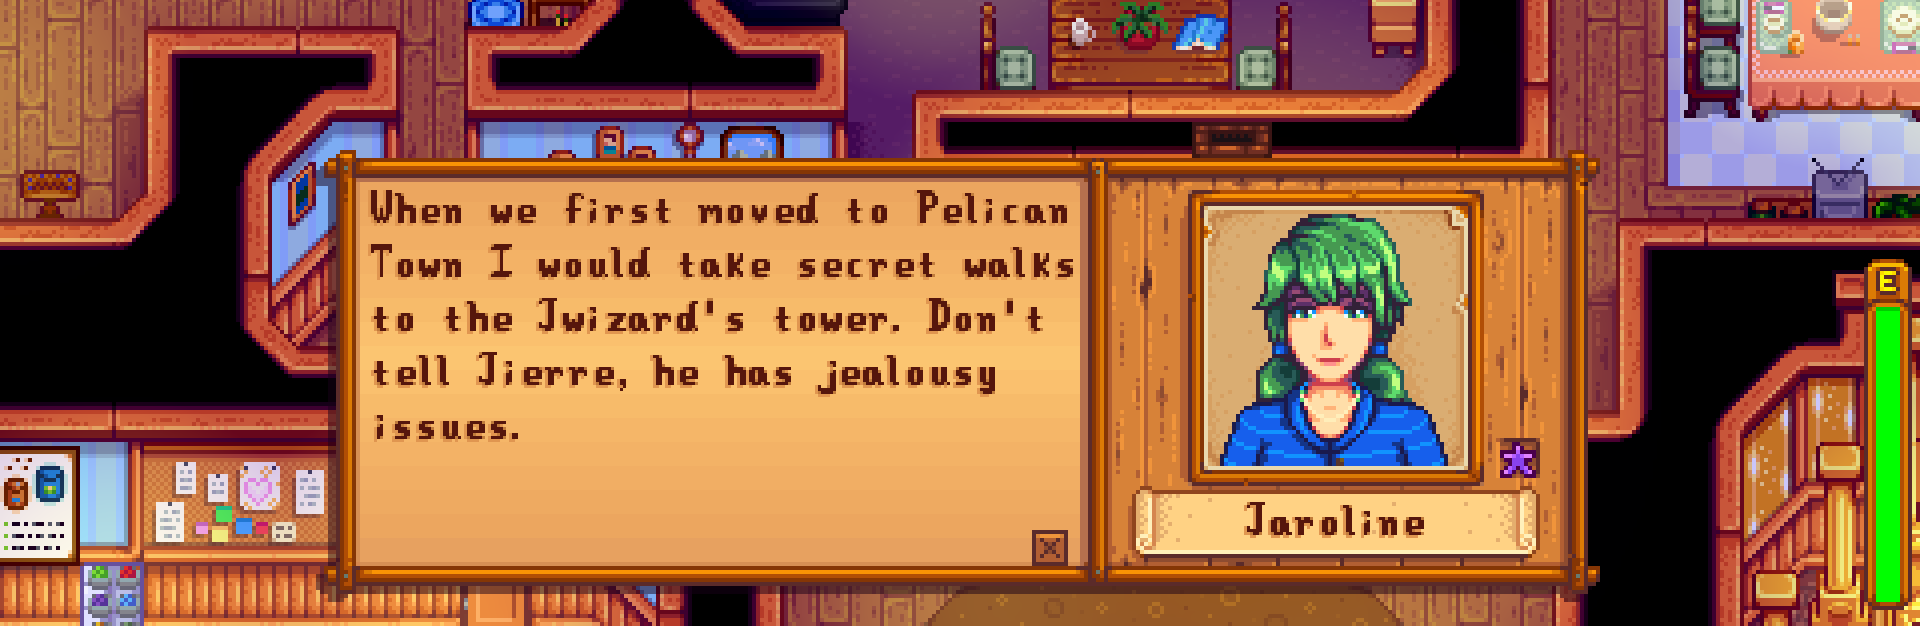 When we first moved to Pelican
Town I would take secret walks
to the Jwizard's tower. Don't
tell Jierre, he has jealousy
issues.
Jaroline
E